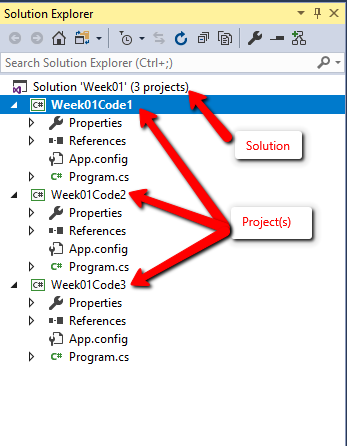 Solution Explorer
Search Solution Explorer (Ctrl+;)
Solution 'Week01' (3 projects)
C# Week01Code1
Properties
References
App.config
C# Program.cs
Solution
C# Week01Code2
Properties
Project(s)
References
App.config
C# Program.cs
C# Week01Code3
Properties
References
App.config
C# Program.cs